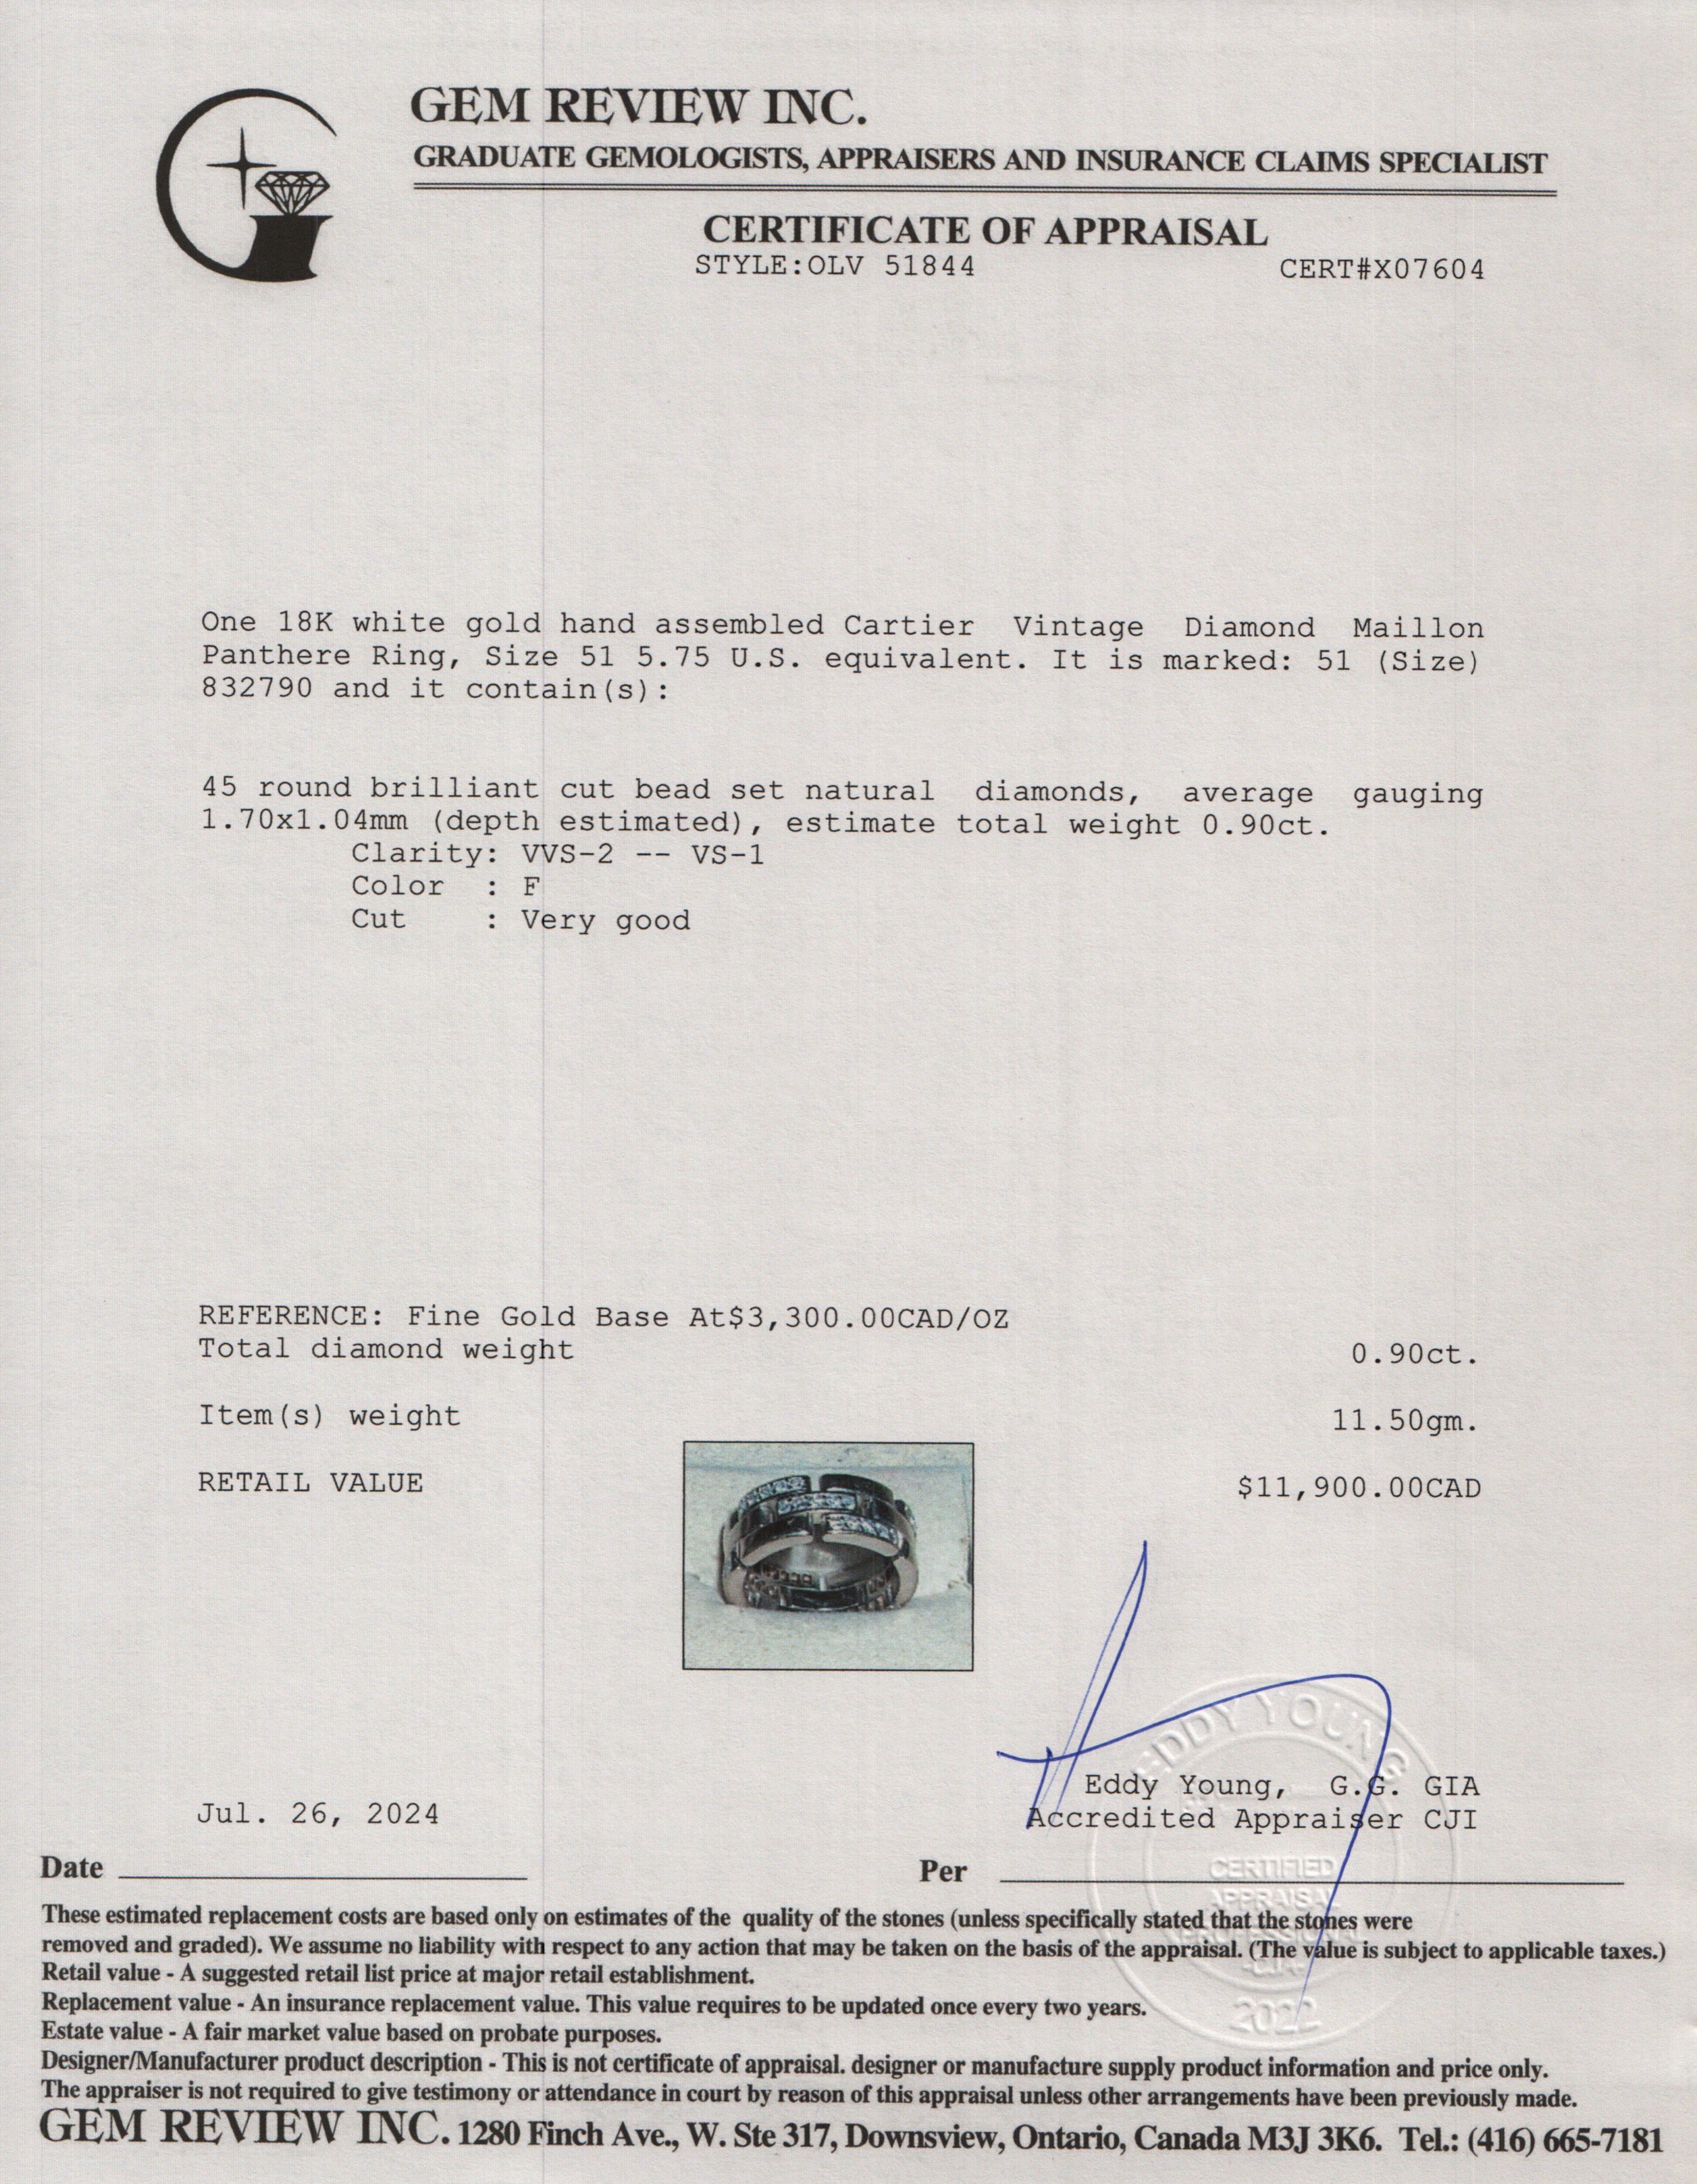 GEM REVIEW INC.
GRADUATE GEMOLOGISTS, APPRAISERS AND INSURANCE CLAIMS SPECIALIST
CERTIFICATE OF APPRAISAL
STYLE:OLV 51844 CERT#X07604
One 18K white gold hand assembled Cartier Vintage Diamond Maillon
Panthere Ring, Size 51 5.75 U.S. equivalent. It is marked: 51 (Size)
832790 and it contain(s):
45 round brilliant cut bead set natural diamonds, average gauging
1.70x1.04mm (depth estimated), estimate total weight 0.90ct.
Clarity: VVS-2 -- VS-1
Color : F
Cut : Very good
REFERENCE: Fine Gold Base At$3,300.00CAD/OZ
Total diamond weight 0.90ct.
Item(s) weight 11.50gm.
RETAIL VALUE $11,900.00CAD
EDDY YOUNG
Eddy Young, G.G. GIA
Jul. 26, 2024 Accredited Appraiser CJI
Date Per
CERTIFIED
APPRAISAL
These estimated replacement costs are based only on estimates of the quality of the stones (unless specifically stated that the stones were
removed and graded). We assume no liability with respect to any action that may be taken on the basis of the appraisal. (The value is subject to applicable taxes.)
Retail value - A suggested retail list price at major retail establishment.
Replacement value - An insurance replacement value. This value requires to be updated once every two years.
2022
Estate value - A fair market value based on probate purposes.
Designer/Manufacturer product description - This is not certificate of appraisal. designer or manufacture supply product information and price only.
The appraiser is not required to give testimony or attendance in court by reason of this appraisal unless other arrangements have been previously made.
GEM REVIEW INC. 1280 Finch Ave., W. Ste 317, Downsview, Ontario, Canada M3J 3K6. Tel.: (416) 665-7181